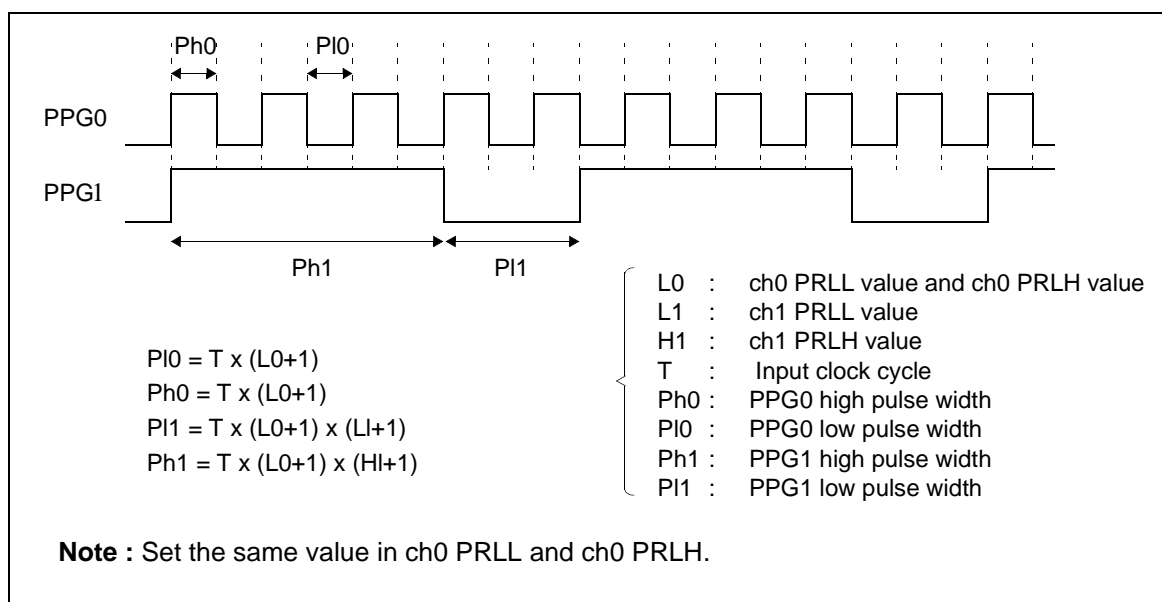 Ph0 Pl0
PPG0
PPG1
Ph1 Pl1
Pl0 = T x (L0+1)
Ph0 = T x (L0+1)
Pl1 = T x (L0+1) x (Ll+1)
Ph1 = T x (L0+1) x (Hl+1)
L0 : ch0 PRLL value and ch0 PRLH value
L1 : ch1 PRLL value
H1 : ch1 PRLH value
T : Input clock cycle
Ph0 : PPG0 high pulse width
Pl0 : PPG0 low pulse width
Ph1 : PPG1 high pulse width
Pl1 : PPG1 low pulse width
Note : Set the same value in ch0 PRLL and ch0 PRLH.